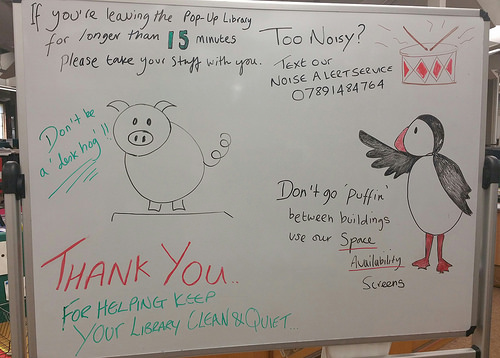 If you're leaving the Pop-Up Library
for longer than 15 minutes
Please take your stuff with you.
Too Noisy?
Text our
Noise Alert Service
07891484764
Don't be
a 'desk hog'!!
Don't go 'puffin'
between buildings
use our Space
Availability
Screens
THANK YOU..
FOR HELPING KEEP
YOUR LIBRARY CLEAN & QUIET...